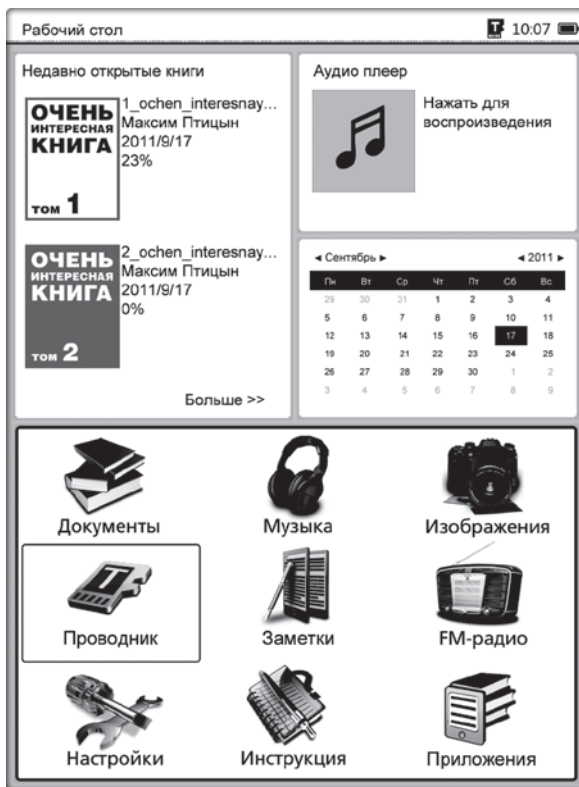 Рабочий стол
T 10:07
Недавно открытые книги
ОЧЕНЬ
ИНТЕРЕСНАЯ
КНИГА
ТОМ 1
1_ochen_interesnay...
Максим Птицын
2011/9/17
23%
ОЧЕНЬ
ИНТЕРЕСНАЯ
КНИГА
ТОМ 2
2_ochen_interesnay...
Максим Птицын
2011/9/17
0%
Больше >>
Аудио плеер
Нажать для
воспроизведения
◄ Сентябрь ► ◄ 2011 ►
Пн Вт Ср Чт Пт Сб Вс
29 30 31 1 2 3 4
5 6 7 8 9 10 11
12 13 14 15 16 17 18
19 20 21 22 23 24 25
26 27 28 29 30 1 2
3 4 5 6 7 8 9
Документы
Музыка
Изображения
T
Проводник
Заметки
FM-радио
Настройки
Инструкция
Приложения